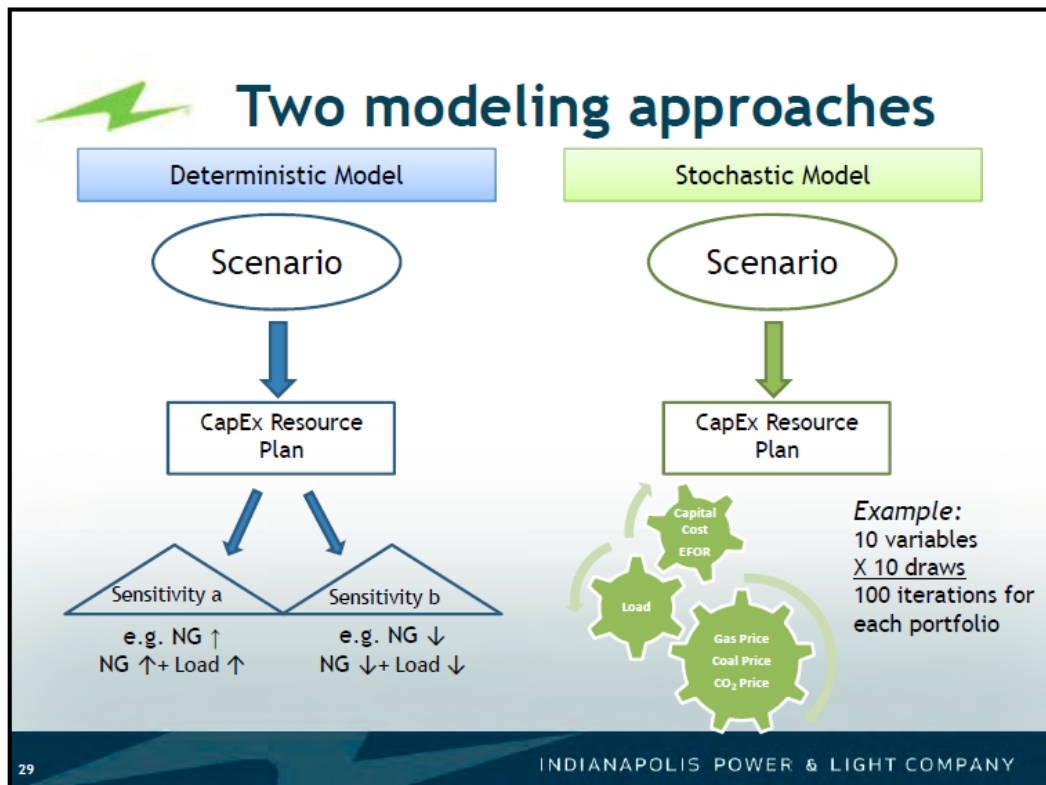 Two modeling approaches
Deterministic Model
Scenario
CapEx Resource
Plan
Sensitivity a
e.g. NG ↑
NG ↑+ Load ↑
Sensitivity b
e.g. NG ↓
NG ↓+ Load ↓
Stochastic Model
Scenario
CapEx Resource
Plan
Capital
Cost
EFOR
Load
Gas Price
Coal Price
CO₂ Price
Example:
10 variables
X 10 draws
100 iterations for
each portfolio
29
INDIANAPOLIS POWER & LIGHT COMPANY